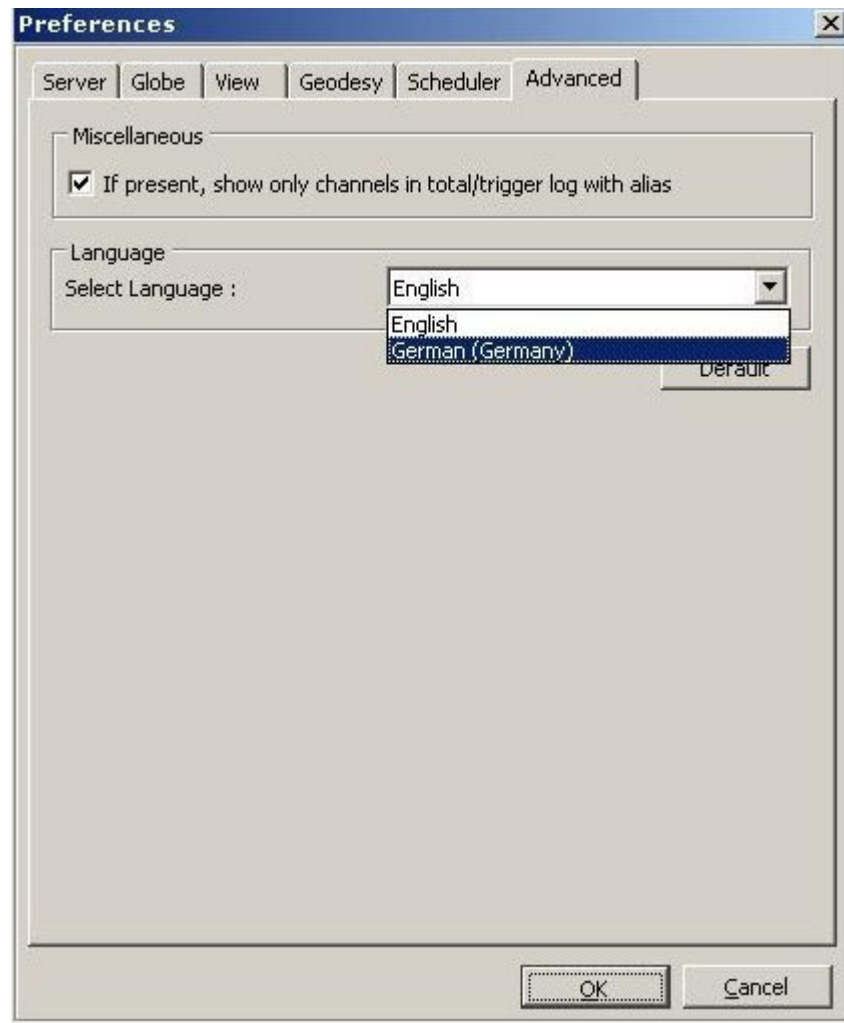 Preferences
Server Globe View Geodesy Scheduler Advanced
Miscellaneous
If present, show only channels in total/trigger log with alias
Language
Select Language : English
English
German (Germany)
Default
OK Cancel